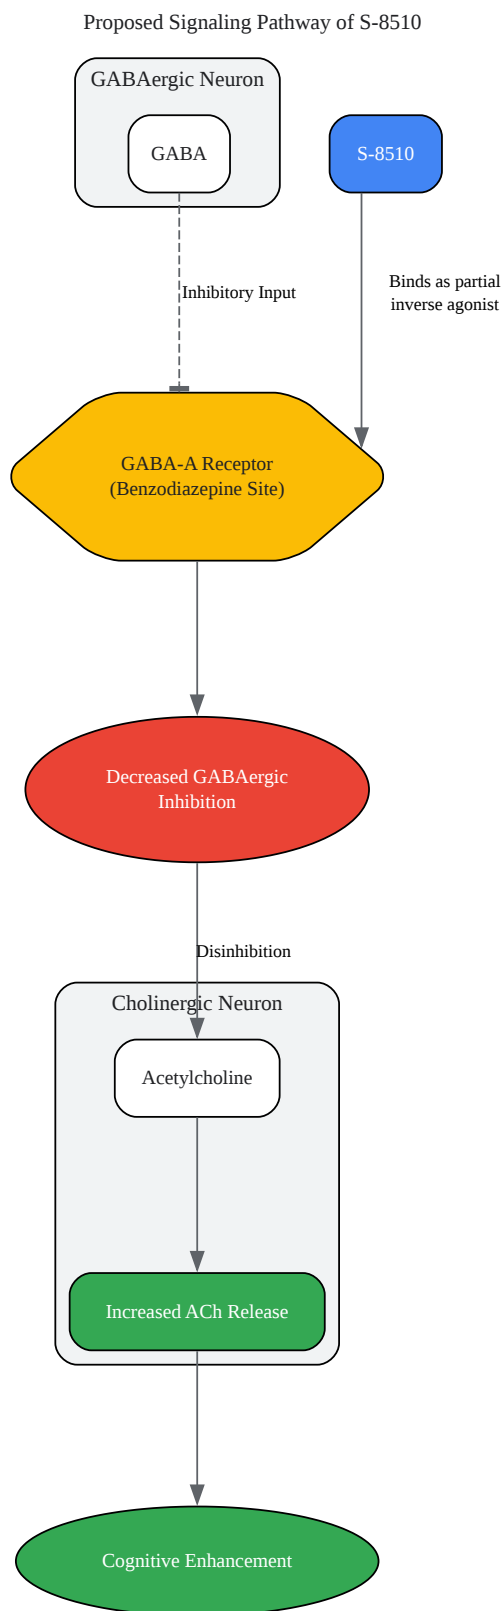 Proposed Signaling Pathway of S-8510
GABAergic Neuron
GABA
S-8510
Inhibitory Input
Binds as partial
inverse agonist
GABA-A Receptor
(Benzodiazepine Site)
Decreased GABAergic
Inhibition
Disinhibition
Cholinergic Neuron
Acetylcholine
Increased ACh Release
Cognitive Enhancement